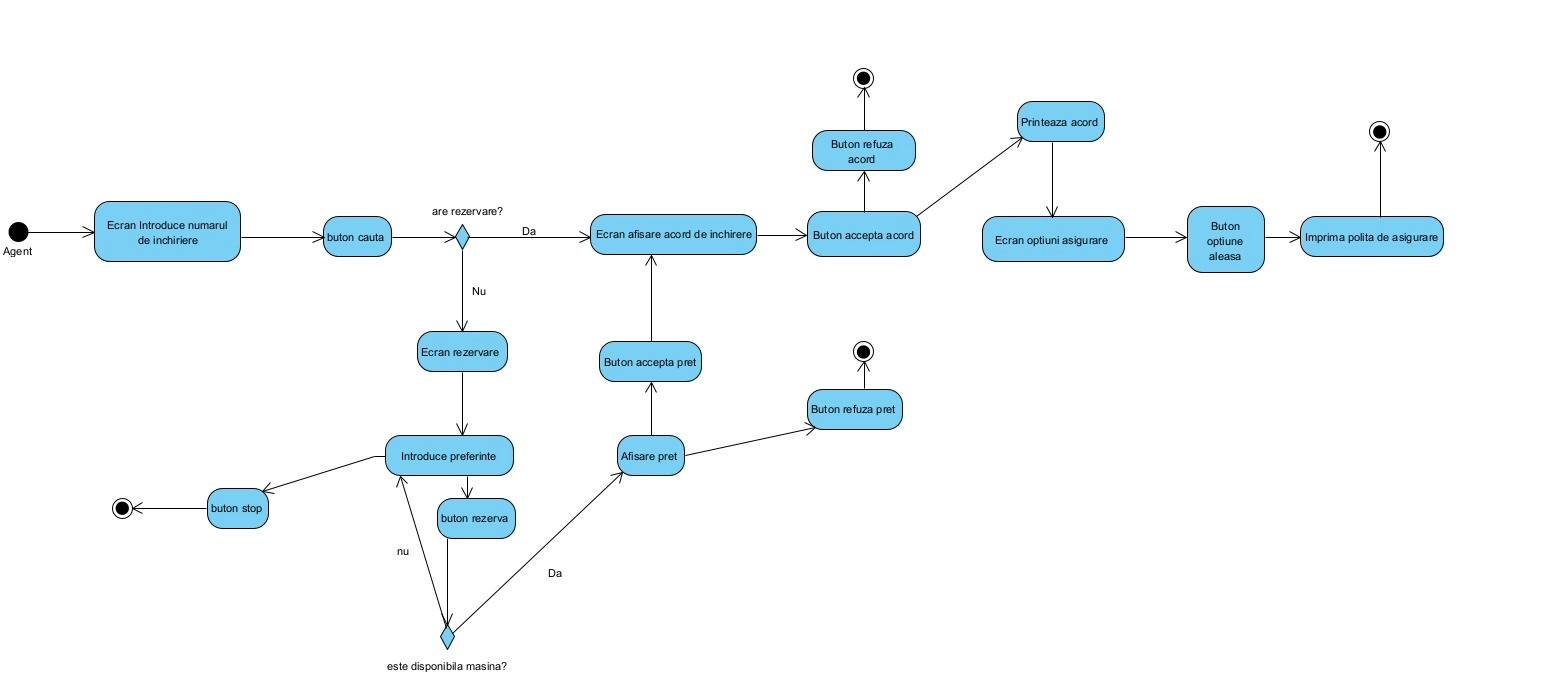 Agent
Ecran Introduce numarul
de inchiriere
buton cauta
are rezervare?
Da
Nu
Ecran afisare acord de inchirere
Buton accepta acord
Buton refuza
acord
Printeaza acord
Ecran optiuni asigurare
Buton
optiune
aleasa
Imprima polita de asigurare
Ecran rezervare
Buton accepta pret
Buton refuza pret
Introduce preferinte
Afisare pret
buton stop
buton rezerva
nu
Da
este disponibila masina?